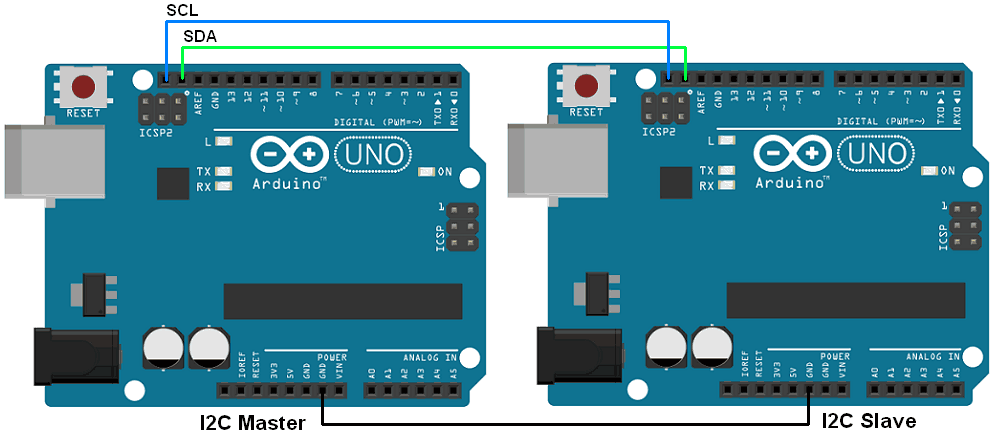 SCL
SDA
RESET
ICSP2
AREF
GND
13
12
~11
~10
~9
8
7
~6
~5
4
~3
2
TX0▶1
RX0◀0
DIGITAL (PWM=~)
L
TX
RX
UNO
Arduino™
ON
1
ICSP
POWER
ANALOG IN
IOREF
RESET
3V3
5V
GND
GND
VIN
A0
A1
A2
A3
A4
A5
I2C Master
RESET
ICSP2
AREF
GND
13
12
~11
~10
~9
8
7
~6
~5
4
~3
2
TX0▶1
RX0◀0
DIGITAL (PWM=~)
L
TX
RX
UNO
Arduino™
ON
1
ICSP
POWER
ANALOG IN
IOREF
RESET
3V3
5V
GND
GND
VIN
A0
A1
A2
A3
A4
A5
I2C Slave